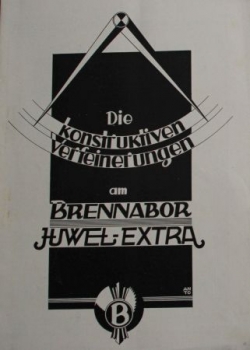 Die
konstruktiven
Verfeinerungen
am
BRENNABOR
JUWEL-EXTRA
B